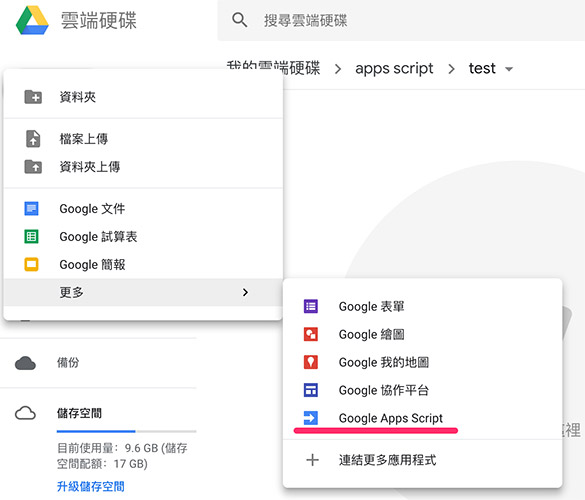 雲端硬碟
搜尋雲端硬碟
我的雲端硬碟 > apps script > test
資料夾
檔案上傳
資料夾上傳
Google 文件
Google 試算表
Google 簡報
更多
Google 表單
Google 繪圖
Google 我的地圖
Google 協作平台
Google Apps Script
連結更多應用程式
這裡
備份
儲存空間
目前使用量：9.6 GB (儲存
空間配額：17 GB)
升級儲存空間